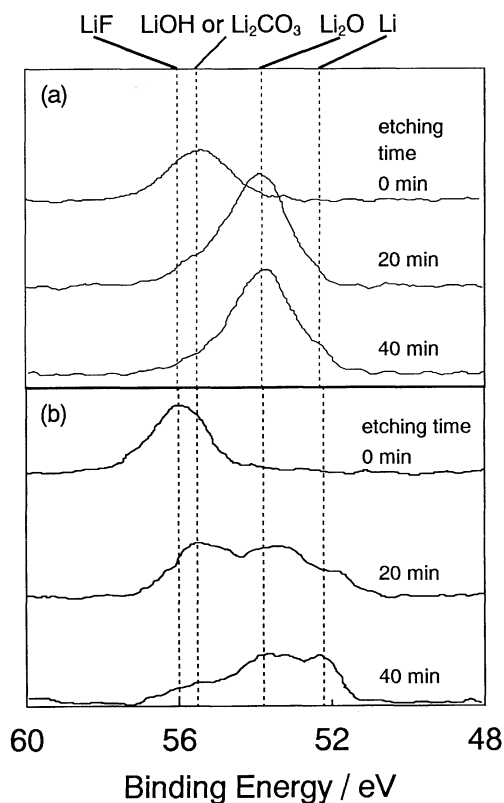 LiF LiOH or Li₂CO₃ Li₂O Li
(a)
etching
time
0 min
20 min
40 min
(b)
etching time
0 min
20 min
40 min
60 56 52 48
Binding Energy / eV